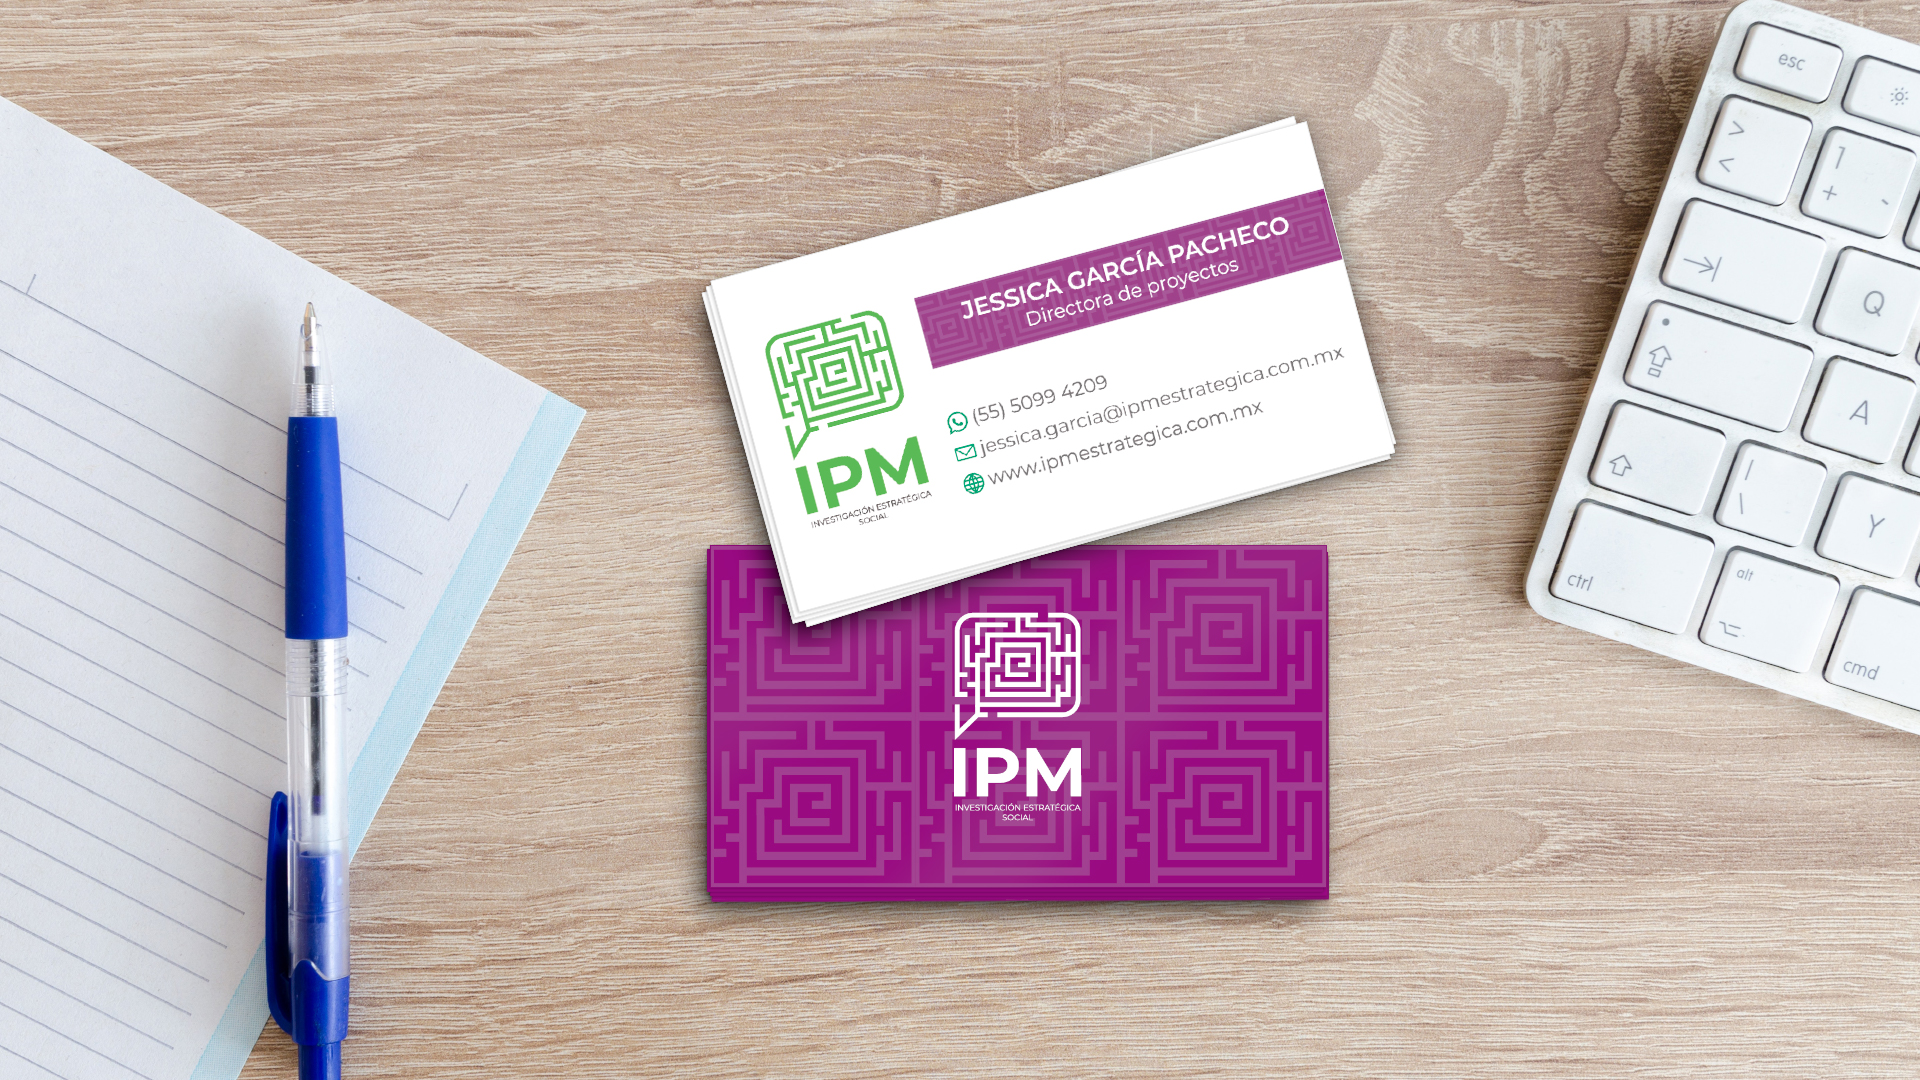 JESSICA GARCÍA PACHECO
Directora de proyectos
(55) 5099 4209
jessica.garcia@ipmestrategica.com.mx
www.ipmestrategica.com.mx
IPM
INVESTIGACIÓN ESTRATÉGICA
SOCIAL
IPM
INVESTIGACIÓN ESTRATÉGICA
SOCIAL
esc
>
<
1
+
-
Q
A
Y
ctrl
alt
cmd